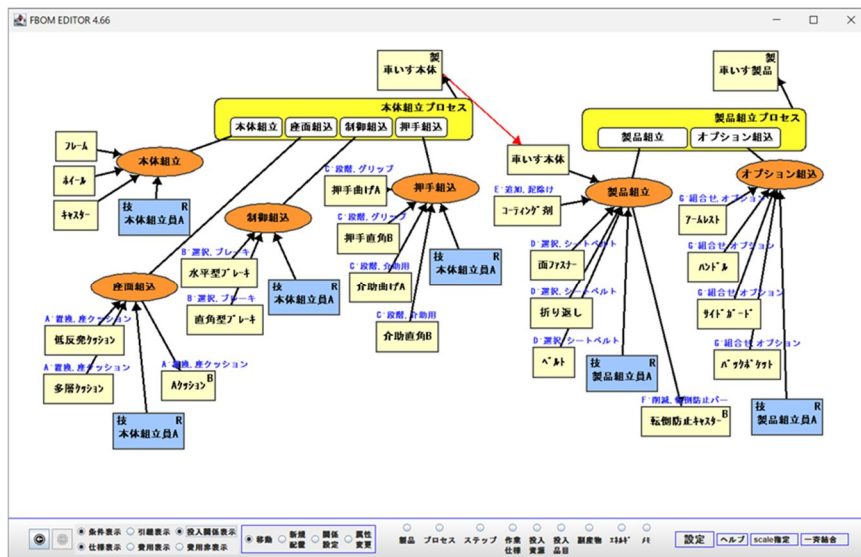 FBOM EDITOR 4.66
製
車いす本体
製
車いす製品
本体組立プロセス
本体組立 座面組込 制御組込 押手組込
製品組立プロセス
製品組立 オプション組込
フレーム
ホイール
キャスター
本体組立
技 R
本体組立員A
C:段階,グリップ
押手曲げA
押手組込
C:段階,グリップ
押手直角B
C:段階,介助用
介助曲げA
C:段階,介助用
介助直角B
技 R
本体組立員A
制御組込
B:選択,ブレーキ
水平型ブレーキ
B:選択,ブレーキ
直角型ブレーキ
技 R
本体組立員A
座面組込
A:置換,座クッション
低反発クッション
A:置換,座クッション
多層クッション
A:置換,座クッション
Aクッション B
技 R
本体組立員A
車いす本体
製品組立
E:追加,泥除け
コーティング剤
D:選択,シートベルト
面ファスナー
D:選択,シートベルト
折り返し
D:選択,シートベルト
ベルト
技 R
製品組立員A
F:削減,転倒防止バー
転倒防止キャスター B
オプション組込
G:組合せ,オプション
アームレスト
G:組合せ,オプション
ハンドル
G:組合せ,オプション
サイドガード
G:組合せ,オプション
バックポケット
技 R
製品組立員A
条件表示 引継表示 投入関係表示
仕様表示 費用表示 費用非表示
移動 新規配置 関係設定 属性変更
製品 プロセス ステップ 作業仕様 投入資源 投入品目 副産物 エネルギ メモ
設定 ヘルプ scale指定 一斉結合